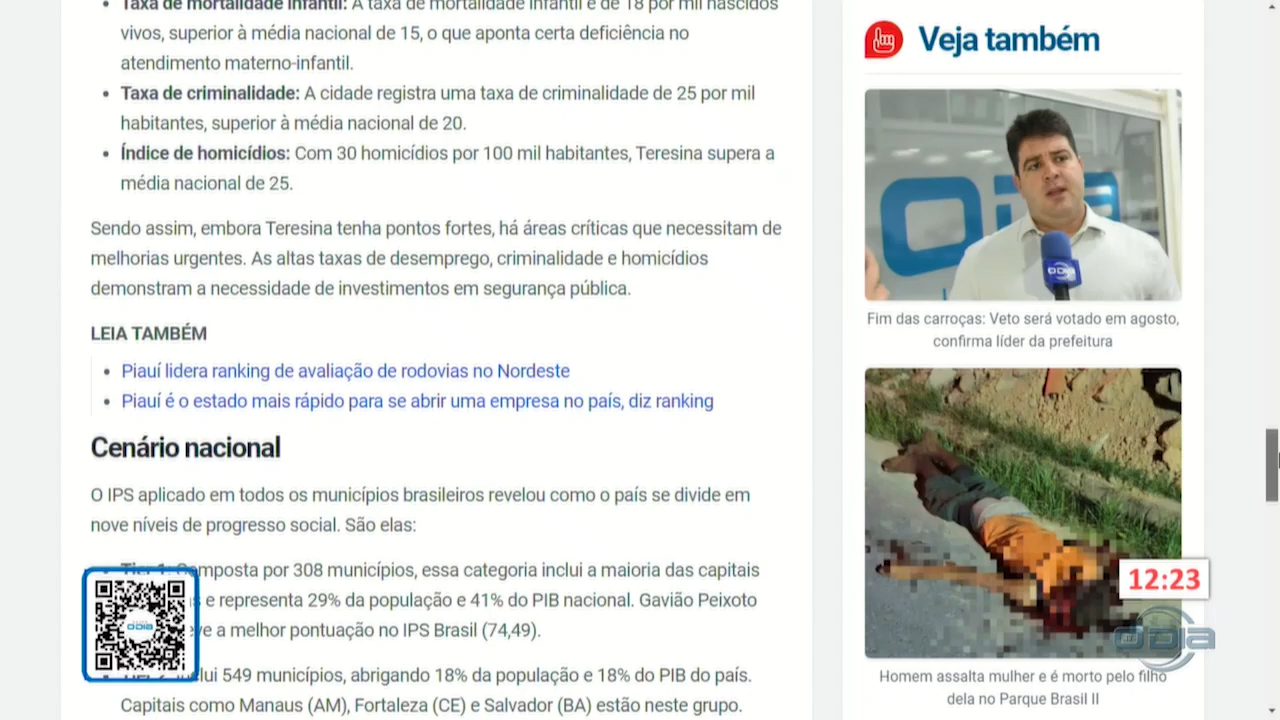 Taxa de mortalidade infantil: A taxa de mortalidade infantil é de 18 por mil nascidos
vivos, superior à média nacional de 15, o que aponta certa deficiência no
atendimento materno-infantil.
Taxa de criminalidade: A cidade registra uma taxa de criminalidade de 25 por mil
habitantes, superior à média nacional de 20.
Índice de homicídios: Com 30 homicídios por 100 mil habitantes, Teresina supera a
média nacional de 25.
Sendo assim, embora Teresina tenha pontos fortes, há áreas críticas que necessitam de
melhorias urgentes. As altas taxas de desemprego, criminalidade e homicídios
demonstram a necessidade de investimentos em segurança pública.
LEIA TAMBÉM
Piauí lidera ranking de avaliação de rodovias no Nordeste
Piauí é o estado mais rápido para se abrir uma empresa no país, diz ranking
Cenário nacional
O IPS aplicado em todos os municípios brasileiros revelou como o país se divide em
nove níveis de progresso social. São elas:
Tier 1: Composta por 308 municípios, essa categoria inclui a maioria das capitais
e representa 29% da população e 41% do PIB nacional. Gavião Peixoto
a melhor pontuação no IPS Brasil (74,49).
549 municípios, abrigando 18% da população e 18% do PIB do país.
Capitais como Manaus (AM), Fortaleza (CE) e Salvador (BA) estão neste grupo.
O DIA
Veja também
ODIA
ODIA
Fim das carroças: Veto será votado em agosto,
confirma líder da prefeitura
12:23
ODIA
Homem assalta mulher e é morto pelo filho
dela no Parque Brasil II